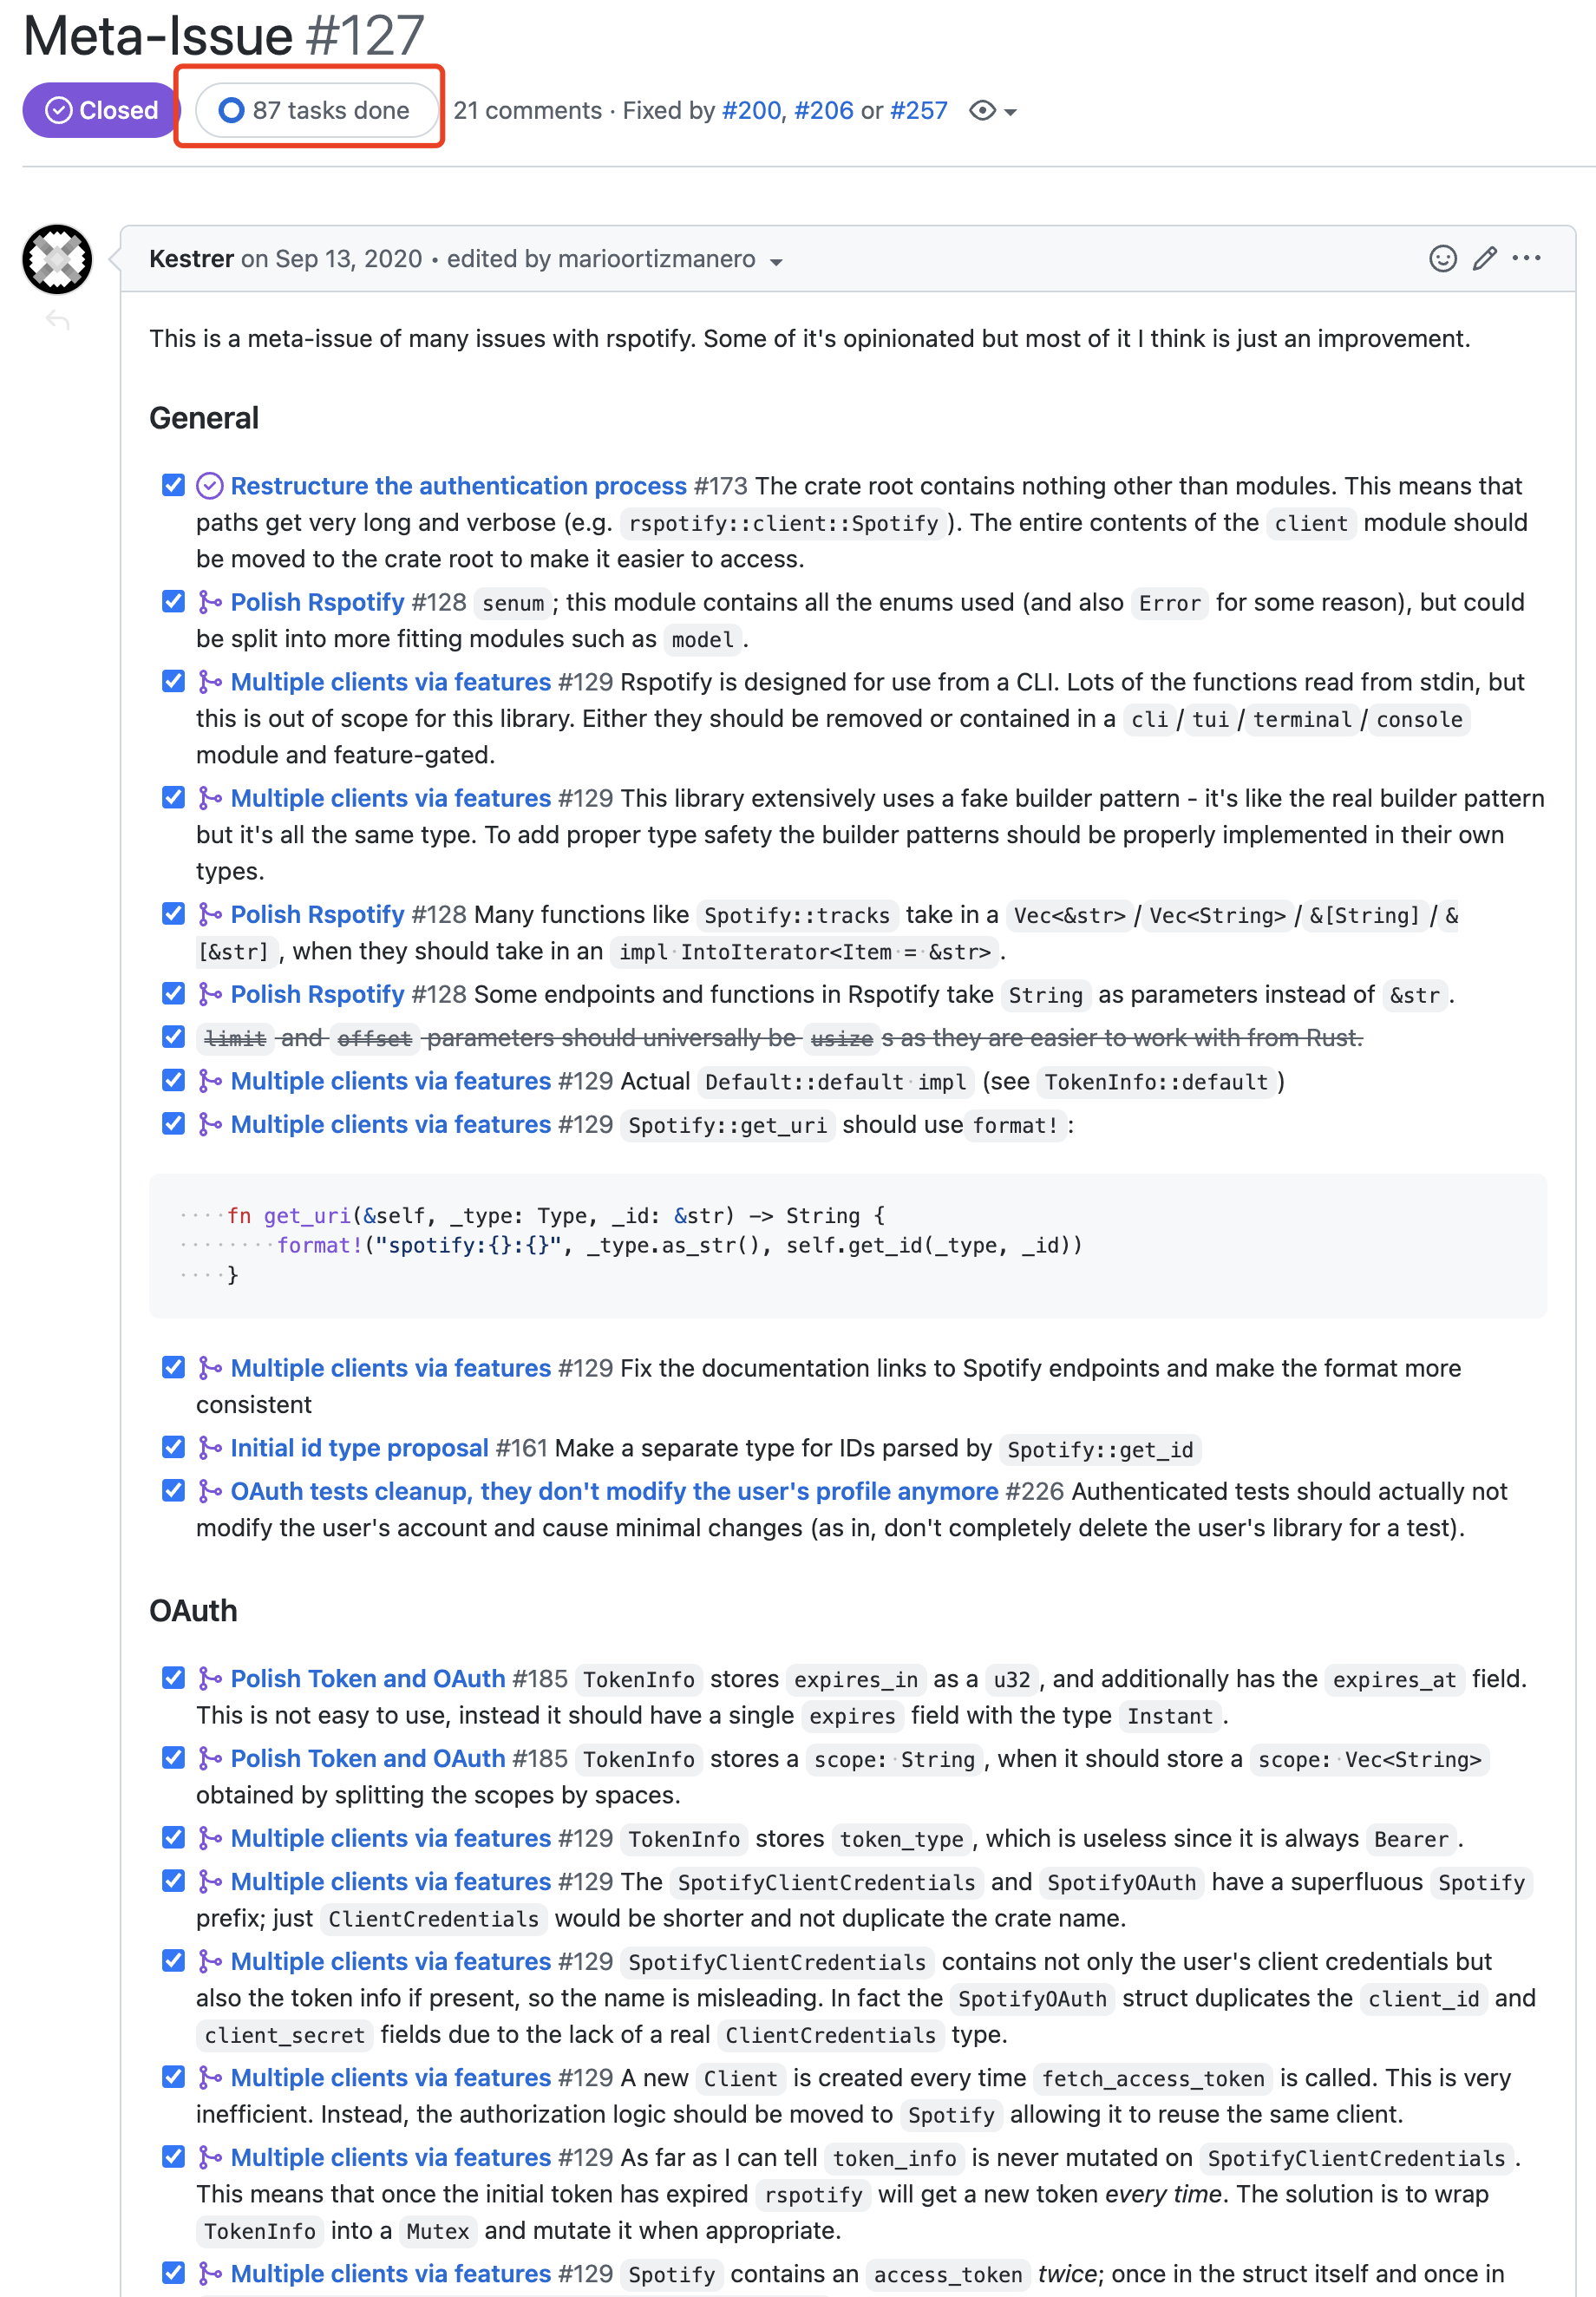 Meta-Issue #127
Closed 87 tasks done 21 comments · Fixed by #200, #206 or #257
Kestrer on Sep 13, 2020 • edited by marioortizmanero
This is a meta-issue of many issues with rspotify. Some of it's opinionated but most of it I think is just an improvement.
General
Restructure the authentication process #173 The crate root contains nothing other than modules. This means that
paths get very long and verbose (e.g. rspotify::client::Spotify). The entire contents of the client module should
be moved to the crate root to make it easier to access.
Polish Rspotify #128 senum; this module contains all the enums used (and also Error for some reason), but could
be split into more fitting modules such as model.
Multiple clients via features #129 Rspotify is designed for use from a CLI. Lots of the functions read from stdin, but
this is out of scope for this library. Either they should be removed or contained in a cli/tui/terminal/console
module and feature-gated.
Multiple clients via features #129 This library extensively uses a fake builder pattern - it's like the real builder pattern
but it's all the same type. To add proper type safety the builder patterns should be properly implemented in their own
types.
Polish Rspotify #128 Many functions like Spotify::tracks take in a Vec<&str>/Vec<String>/&[String]/&
[&str], when they should take in an impl·IntoIterator<Item·=·&str>.
Polish Rspotify #128 Some endpoints and functions in Rspotify take String as parameters instead of &str.
limit and offset parameters should universally be usizes as they are easier to work with from Rust.
Multiple clients via features #129 Actual Default::default·impl (see TokenInfo::default)
Multiple clients via features #129 Spotify::get_uri should use format!:
····fn get_uri(&self, _type: Type, _id: &str) -> String {
········format!("spotify:{}:{}", _type.as_str(), self.get_id(_type, _id))
····}
Multiple clients via features #129 Fix the documentation links to Spotify endpoints and make the format more
consistent
Initial id type proposal #161 Make a separate type for IDs parsed by Spotify::get_id
OAuth tests cleanup, they don't modify the user's profile anymore #226 Authenticated tests should actually not
modify the user's account and cause minimal changes (as in, don't completely delete the user's library for a test).
OAuth
Polish Token and OAuth #185 TokenInfo stores expires_in as a u32, and additionally has the expires_at field.
This is not easy to use, instead it should have a single expires field with the type Instant.
Polish Token and OAuth #185 TokenInfo stores a scope:·String, when it should store a scope:·Vec<String>
obtained by splitting the scopes by spaces.
Multiple clients via features #129 TokenInfo stores token_type, which is useless since it is always Bearer.
Multiple clients via features #129 The SpotifyClientCredentials and SpotifyOAuth have a superfluous Spotify
prefix; just ClientCredentials would be shorter and not duplicate the crate name.
Multiple clients via features #129 SpotifyClientCredentials contains not only the user's client credentials but
also the token info if present, so the name is misleading. In fact the SpotifyOAuth struct duplicates the client_id and
client_secret fields due to the lack of a real ClientCredentials type.
Multiple clients via features #129 A new Client is created every time fetch_access_token is called. This is very
inefficient. Instead, the authorization logic should be moved to Spotify allowing it to reuse the same client.
Multiple clients via features #129 As far as I can tell token_info is never mutated on SpotifyClientCredentials.
This means that once the initial token has expired rspotify will get a new token every time. The solution is to wrap
TokenInfo into a Mutex and mutate it when appropriate.
Multiple clients via features #129 Spotify contains an access_token twice; once in the struct itself and once in